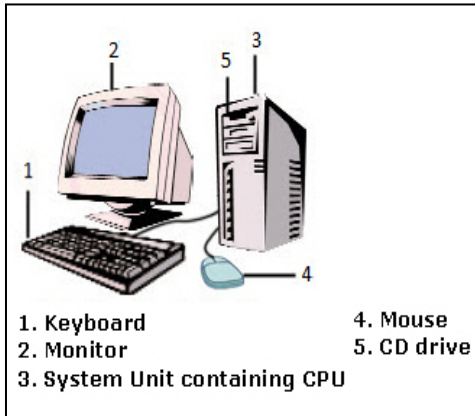 2
3
5
1
4
1. Keyboard
2. Monitor
3. System Unit containing CPU
4. Mouse
5. CD drive